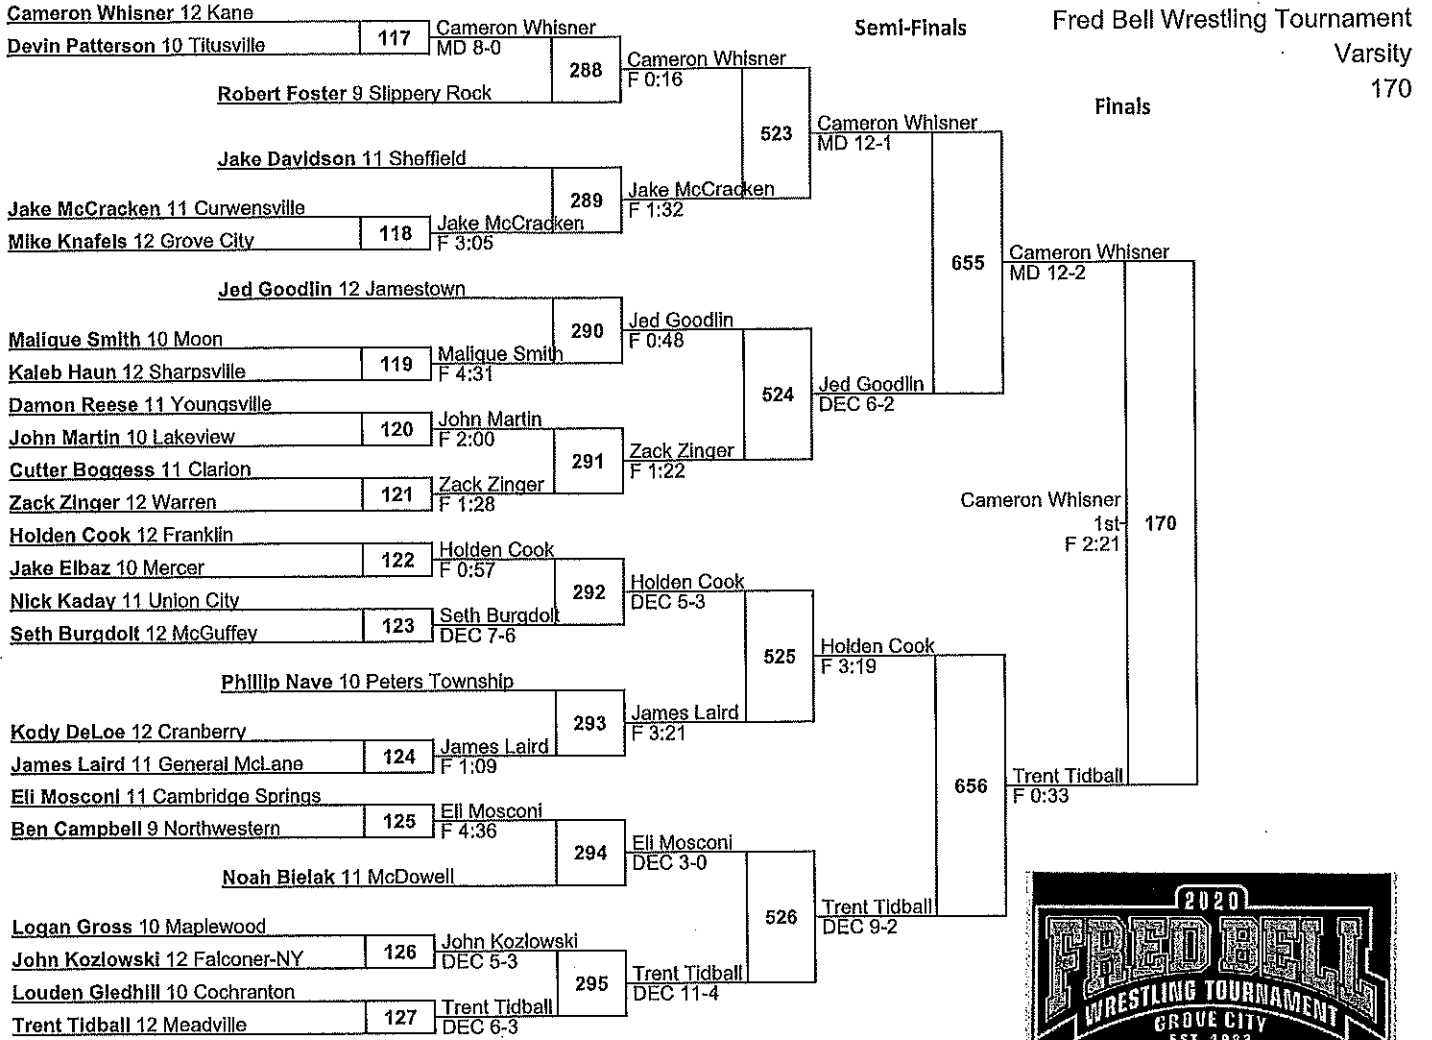 Fred Bell Wrestling Tournament
Varsity
170
Semi-Finals
Finals
Cameron Whisner 12 Kane
Devin Patterson 10 Titusville
117
Cameron Whisner
MD 8-0
Robert Foster 9 Slippery Rock
288
Cameron Whisner
F 0:16
Jake Davidson 11 Sheffield
Jake McCracken 11 Curwensville
Mike Knafels 12 Grove City
118
Jake McCracken
F 3:05
289
Jake McCracken
F 1:32
523
Cameron Whisner
MD 12-1
Jed Goodlin 12 Jamestown
Malique Smith 10 Moon
Kaleb Haun 12 Sharpsville
119
Malique Smith
F 4:31
290
Jed Goodlin
F 0:48
Damon Reese 11 Youngsville
John Martin 10 Lakeview
120
John Martin
F 2:00
Cutter Boggess 11 Clarion
Zack Zinger 12 Warren
121
Zack Zinger
F 1:28
291
Zack Zinger
F 1:22
524
Jed Goodlin
DEC 6-2
655
Cameron Whisner
MD 12-2
Holden Cook 12 Franklin
Jake Elbaz 10 Mercer
122
Holden Cook
F 0:57
Nick Kaday 11 Union City
Seth Burgdolt 12 McGuffey
123
Seth Burgdolt
DEC 7-6
292
Holden Cook
DEC 5-3
Phillip Nave 10 Peters Township
Kody DeLoe 12 Cranberry
James Laird 11 General McLane
124
James Laird
F 1:09
293
James Laird
F 3:21
525
Holden Cook
F 3:19
Eli Mosconi 11 Cambridge Springs
Ben Campbell 9 Northwestern
125
Eli Mosconi
F 4:36
Noah Bielak 11 McDowell
294
Eli Mosconi
DEC 3-0
Logan Gross 10 Maplewood
John Kozlowski 12 Falconer-NY
126
John Kozlowski
DEC 5-3
Louden Gledhill 10 Cochranton
Trent Tidball 12 Meadville
127
Trent Tidball
DEC 6-3
295
Trent Tidball
DEC 11-4
526
Trent Tidball
DEC 9-2
656
Trent Tidball
F 0:33
Cameron Whisner
1st
F 2:21
170
2020
FRED BELL
WRESTLING TOURNAMENT
GROVE CITY